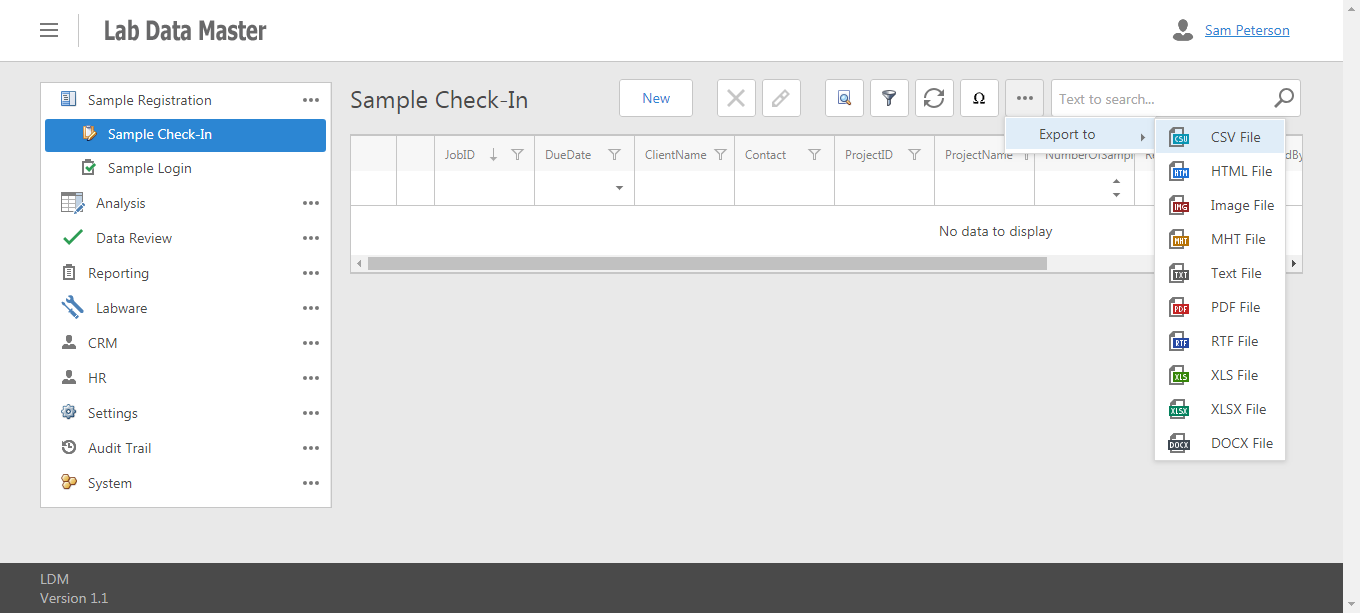 Lab Data Master
Sam Peterson
Sample Registration
Sample Check-In
Sample Login
Analysis
Data Review
Reporting
Labware
CRM
HR
Settings
Audit Trail
System
Sample Check-In
New
Ω
Text to search...
Export to
JobID DueDate ClientName Contact ProjectID ProjectName NumberOfSampl
No data to display
CSV CSV File
HTM HTML File
IMG Image File
MHT MHT File
TXT Text File
PDF PDF File
RTF RTF File
XLS XLS File
XLSX XLSX File
DOCX DOCX File
LDM
Version 1.1